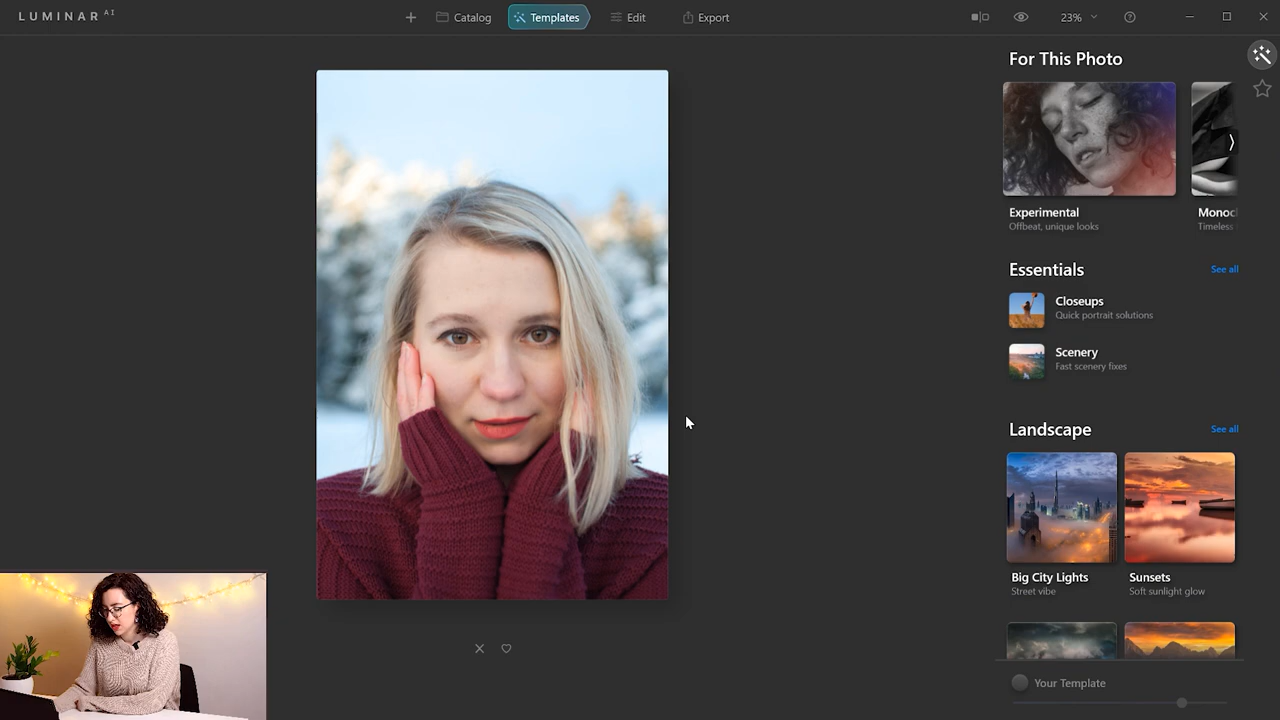 LUMINAR AI
Catalog
Templates
Edit
Export
23%
For This Photo
Experimental
Offbeat, unique looks
Monoc
Timeless
Essentials
See all
Closeups
Quick portrait solutions
Scenery
Fast scenery fixes
Landscape
See all
Big City Lights
Street vibe
Sunsets
Soft sunlight glow
Your Template